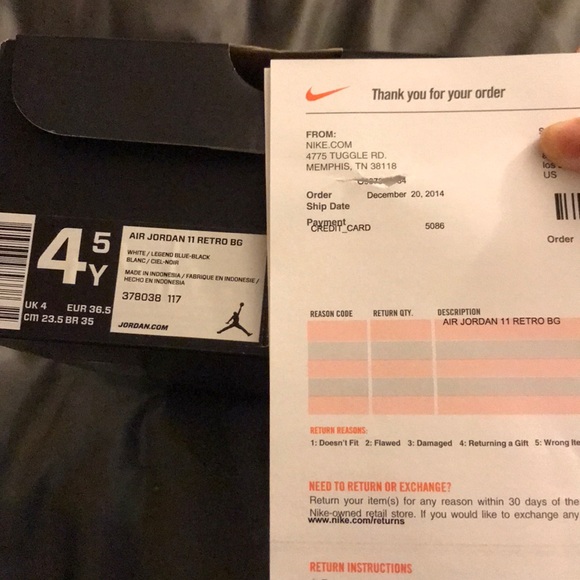 4 5
Y
UK 4 EUR 36.5
CM 23.5 BR 35
AIR JORDAN 11 RETRO BG
WHITE/LEGEND BLUE-BLACK
BLANC/CIEL-NOIR
MADE IN INDONESIA / FABRIQUE EN INDONESIE /
HECHO EN INDONESIA
378038 117
JORDAN.COM
Thank you for your order
FROM:
NIKE.COM
4775 TUGGLE RD.
MEMPHIS, TN 38118
US
Order December 20, 2014
Ship Date
Payment
CREDIT_CARD 5086
Order
REASON CODE RETURN QTY. DESCRIPTION
AIR JORDAN 11 RETRO BG
RETURN REASONS:
1: Doesn't Fit 2: Flawed 3: Damaged 4: Returning a Gift 5: Wrong
NEED TO RETURN OR EXCHANGE?
Return your item(s) for any reason within 30 days of the
Nike-owned retail store. If you would like to exchange any
www.nike.com/returns
RETURN INSTRUCTIONS